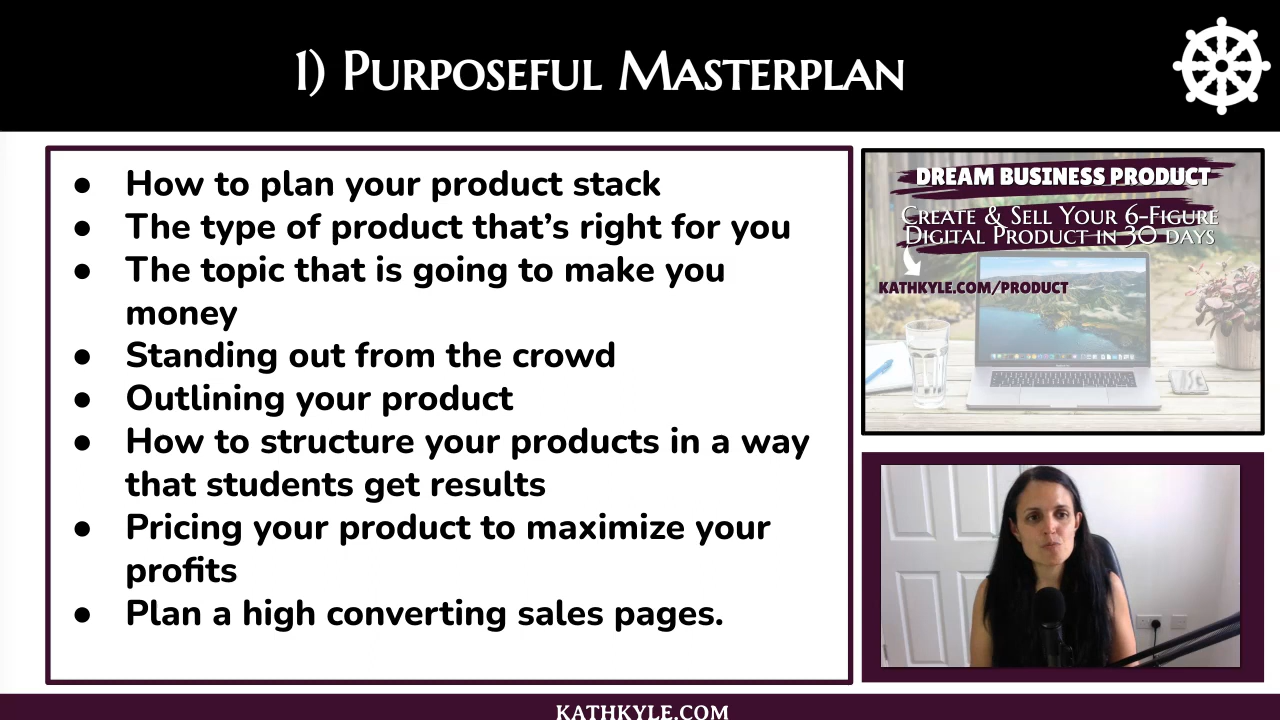 1) Purposeful Masterplan
● How to plan your product stack
● The type of product that’s right for you
● The topic that is going to make you
money
● Standing out from the crowd
● Outlining your product
● How to structure your products in a way
that students get results
● Pricing your product to maximize your
profits
● Plan a high converting sales pages.
DREAM BUSINESS PRODUCT
Create & Sell Your 6-Figure
Digital Product in 30 days
KATHKYLE.COM/PRODUCT
KATHKYLE.COM